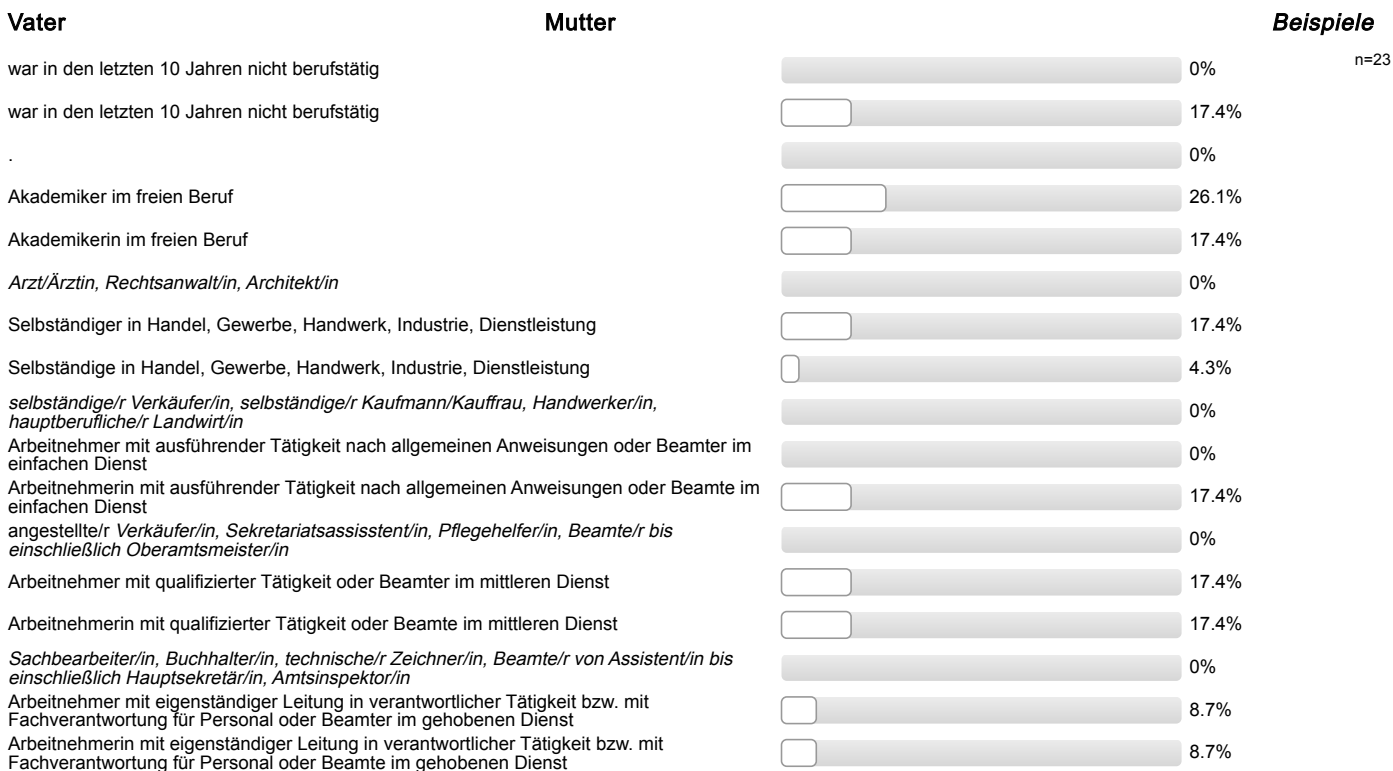 Vater Mutter Beispiele
war in den letzten 10 Jahren nicht berufstätig 0% n=23
war in den letzten 10 Jahren nicht berufstätig 17.4%
. 0%
Akademiker im freien Beruf 26.1%
Akademikerin im freien Beruf 17.4%
Arzt/Ärztin, Rechtsanwalt/in, Architekt/in 0%
Selbständiger in Handel, Gewerbe, Handwerk, Industrie, Dienstleistung 17.4%
Selbständige in Handel, Gewerbe, Handwerk, Industrie, Dienstleistung 4.3%
selbständige/r Verkäufer/in, selbständige/r Kaufmann/Kauffrau, Handwerker/in,
hauptberufliche/r Landwirt/in 0%
Arbeitnehmer mit ausführender Tätigkeit nach allgemeinen Anweisungen oder Beamter im
einfachen Dienst 0%
Arbeitnehmerin mit ausführender Tätigkeit nach allgemeinen Anweisungen oder Beamte im
einfachen Dienst 17.4%
angestellte/r Verkäufer/in, Sekretariatsassisstent/in, Pflegehelfer/in, Beamte/r bis
einschließlich Oberamtsmeister/in 0%
Arbeitnehmer mit qualifizierter Tätigkeit oder Beamter im mittleren Dienst 17.4%
Arbeitnehmerin mit qualifizierter Tätigkeit oder Beamte im mittleren Dienst 17.4%
Sachbearbeiter/in, Buchhalter/in, technische/r Zeichner/in, Beamte/r von Assistent/in bis
einschließlich Hauptsekretär/in, Amtsinspektor/in 0%
Arbeitnehmer mit eigenständiger Leitung in verantwortlicher Tätigkeit bzw. mit
Fachverantwortung für Personal oder Beamter im gehobenen Dienst 8.7%
Arbeitnehmerin mit eigenständiger Leitung in verantwortlicher Tätigkeit bzw. mit
Fachverantwortung für Personal oder Beamte im gehobenen Dienst 8.7%